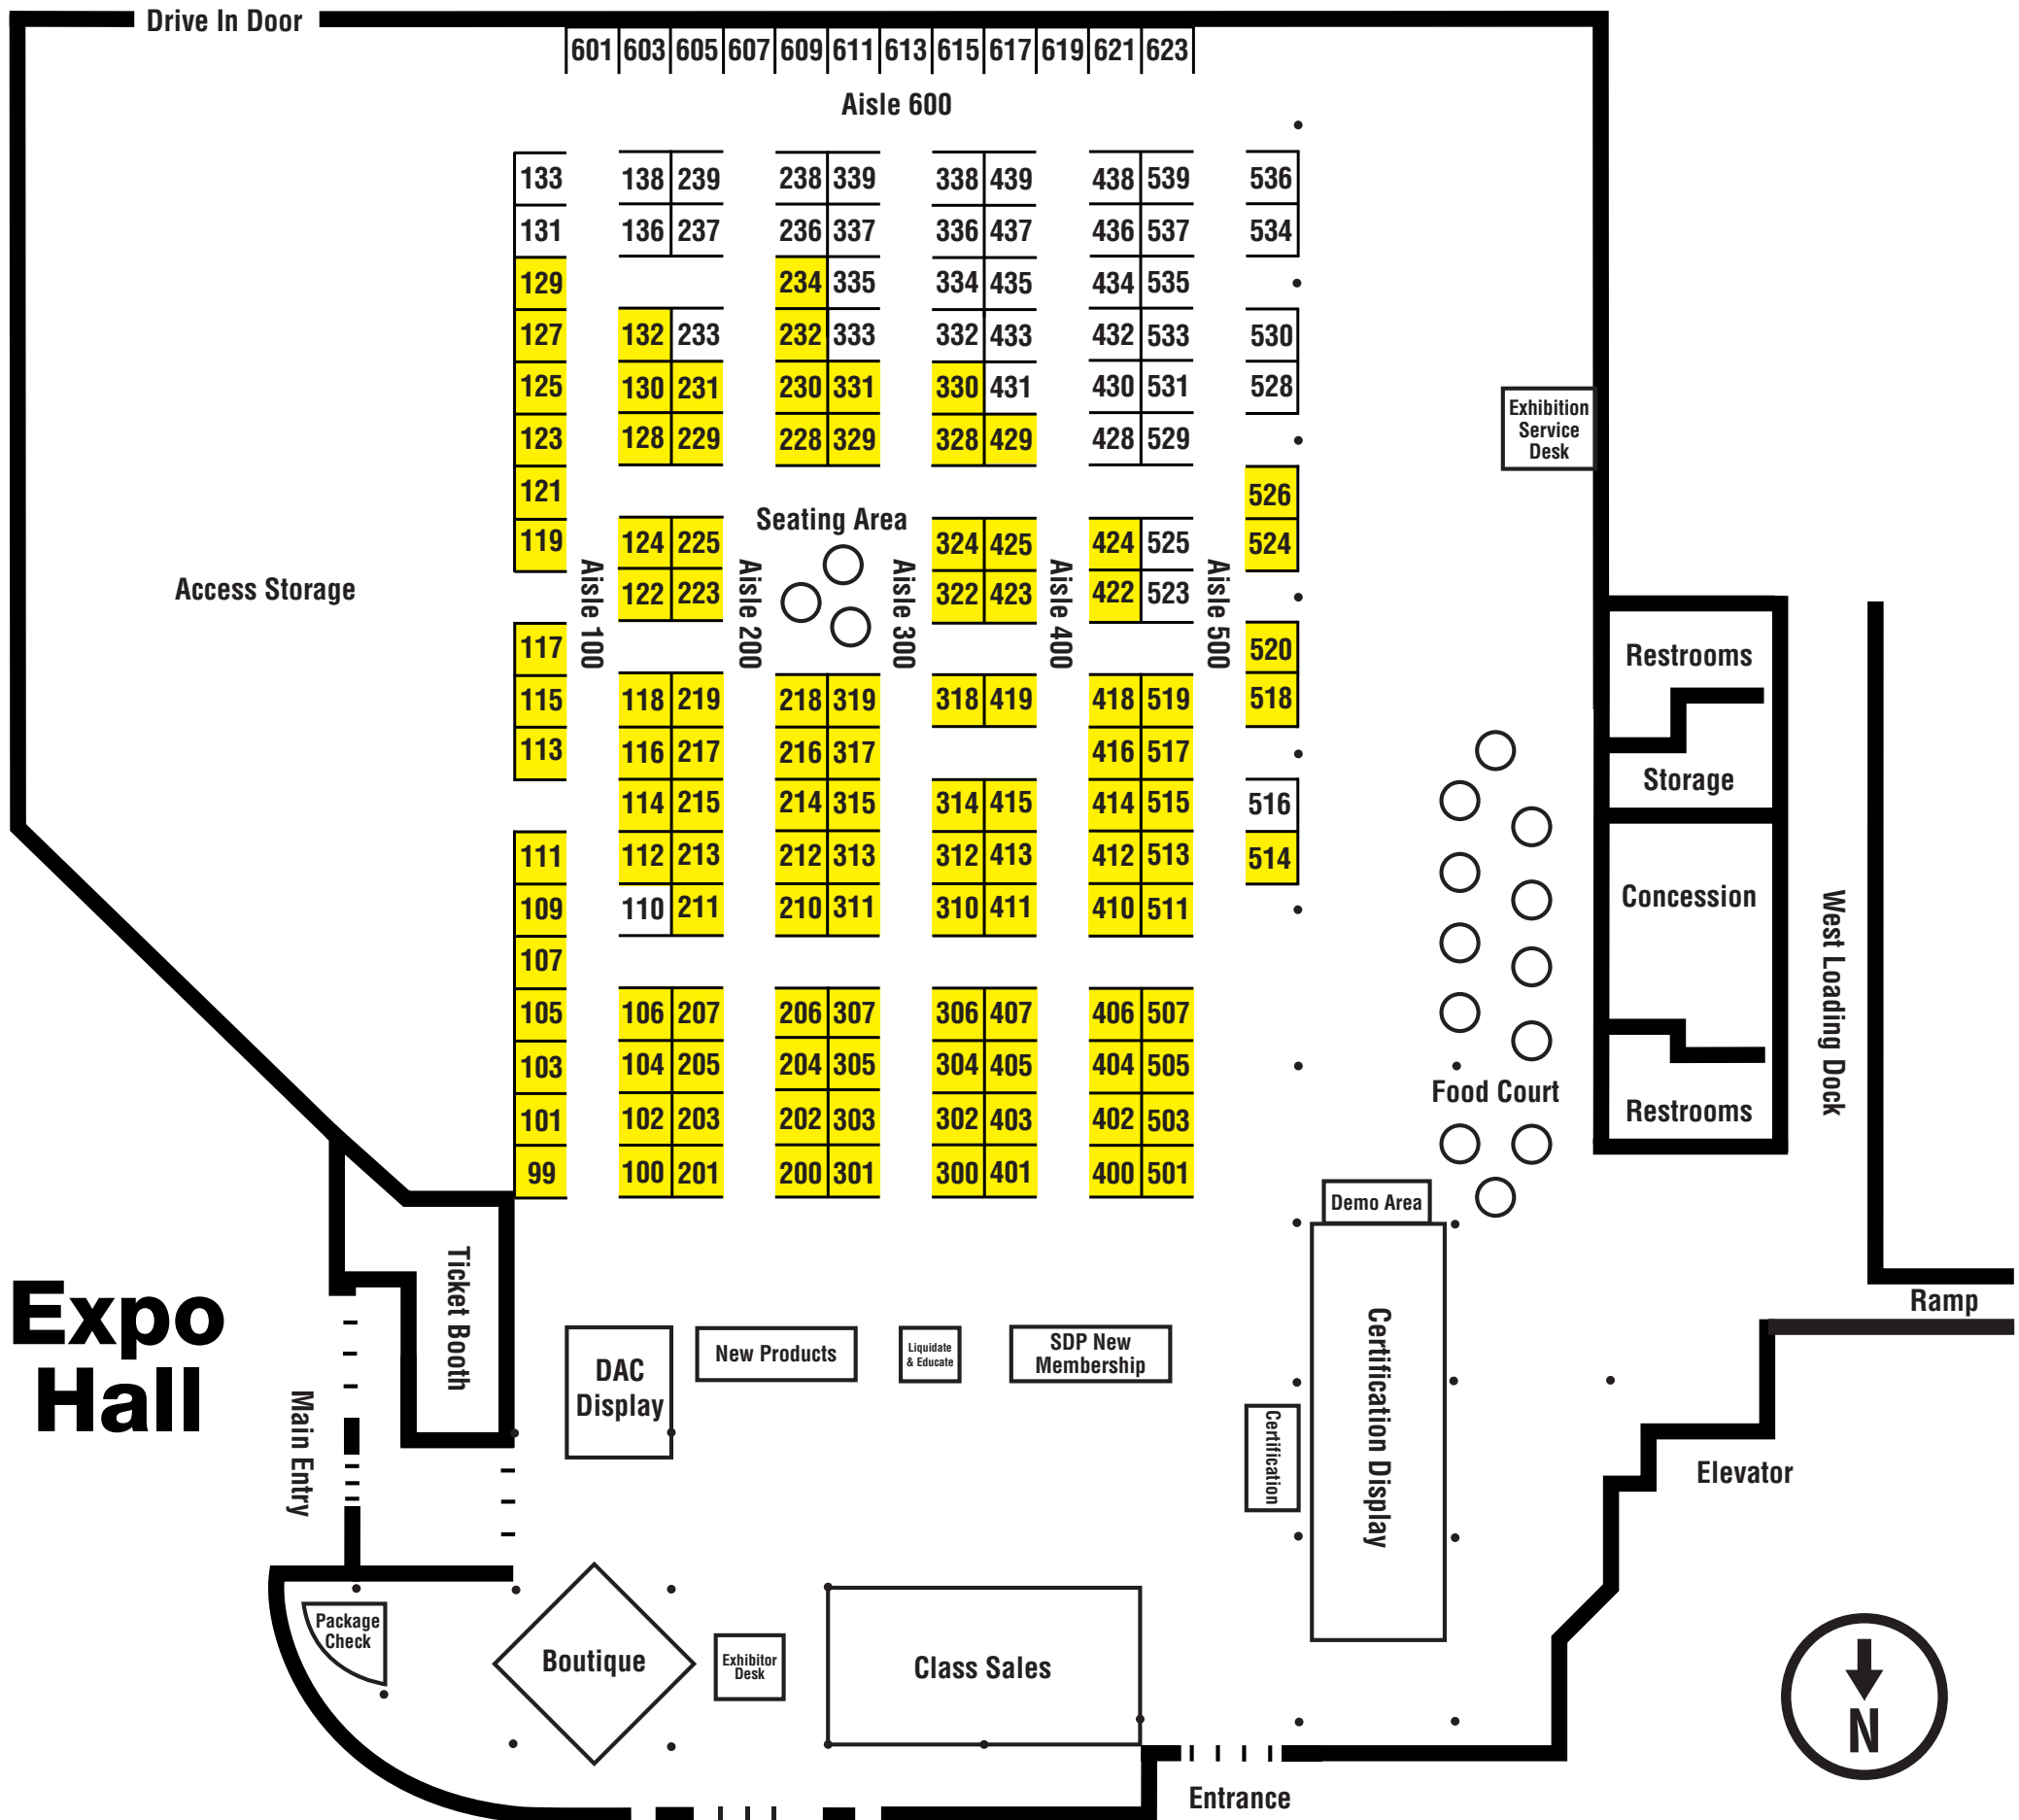 Drive In Door
601 603 605 607 609 611 613 615 617 619 621 623
Aisle 600
133 138 239 238 339 338 439 438 539 536
131 136 237 236 337 336 437 436 537 534
129 234 335 334 435 434 535
127 132 233 232 333 332 433 432 533 530
125 130 231 230 331 330 431 430 531 528
123 128 229 228 329 328 429 428 529
Exhibition
Service
Desk
121 526
Seating Area
119 124 225 324 425 424 525 524
122 223 322 423 422 523
Access Storage
Aisle 100
Aisle 200
Aisle 300
Aisle 400
Aisle 500
117 520
Restrooms
115 118 219 218 319 318 419 418 519 518
113 116 217 216 317 416 517
Storage
114 215 214 315 314 415 414 515 516
111 112 213 212 313 312 413 412 513 514
109 110 211 210 311 310 411 410 511
Concession
West Loading Dock
107
105 106 207 206 307 306 407 406 507
103 104 205 204 305 304 405 404 505
Food Court
101 102 203 202 303 302 403 402 503
Restrooms
99 100 201 200 301 300 401 400 501
Demo Area
Ticket Booth
Expo
Hall
Main Entry
DAC
Display
New Products
Liquidate
& Educate
SDP New
Membership
Certification
Certification Display
Ramp
Elevator
Package
Check
Boutique
Exhibitor
Desk
Class Sales
N
Entrance